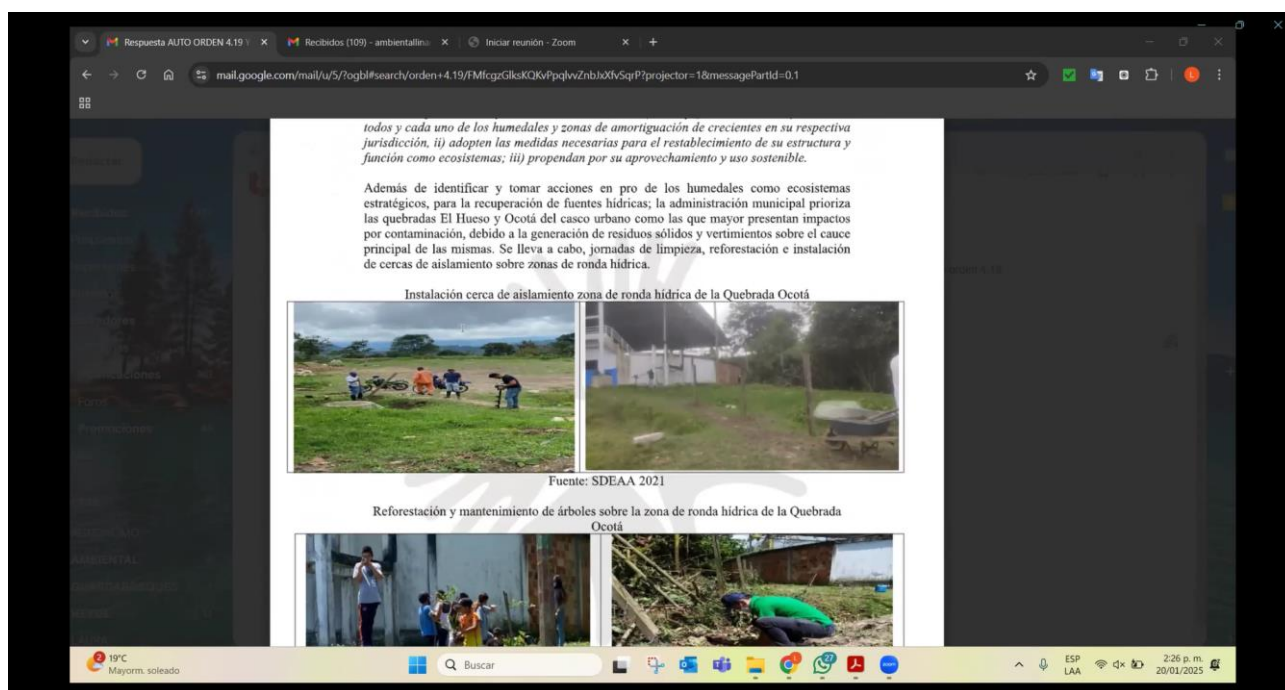 Respuesta AUTO ORDEN 4.19
Recibidos (109) - ambientallina
Iniciar reunión - Zoom
mail.google.com/mail/u/5/?ogbl#search/orden+4.19/FMfcgzGlksKQKvPpqlvvZnbJxXfvSqrP?projector=1&messagePartId=0.1
todos y cada uno de los humedales y zonas de amortiguación de crecientes en su respectiva
jurisdicción, ii) adopten las medidas necesarias para el restablecimiento de su estructura y
función como ecosistemas; iii) propendan por su aprovechamiento y uso sostenible.
Además de identificar y tomar acciones en pro de los humedales como ecosistemas
estratégicos, para la recuperación de fuentes hídricas; la administración municipal prioriza
las quebradas El Hueso y Ocotá del casco urbano como las que mayor presentan impactos
por contaminación, debido a la generación de residuos sólidos y vertimientos sobre el cauce
principal de las mismas. Se lleva a cabo, jornadas de limpieza, reforestación e instalación
de cercas de aislamiento sobre zonas de ronda hídrica.
Instalación cerca de aislamiento zona de ronda hídrica de la Quebrada Ocotá
Fuente: SDEAA 2021
Reforestación y mantenimiento de árboles sobre la zona de ronda hídrica de la Quebrada
Ocotá
Promociones
AMBIENTAL
2
19°C
Mayorm. soleado
Buscar
27
ESP
LAA
2:26 p. m.
20/01/2025